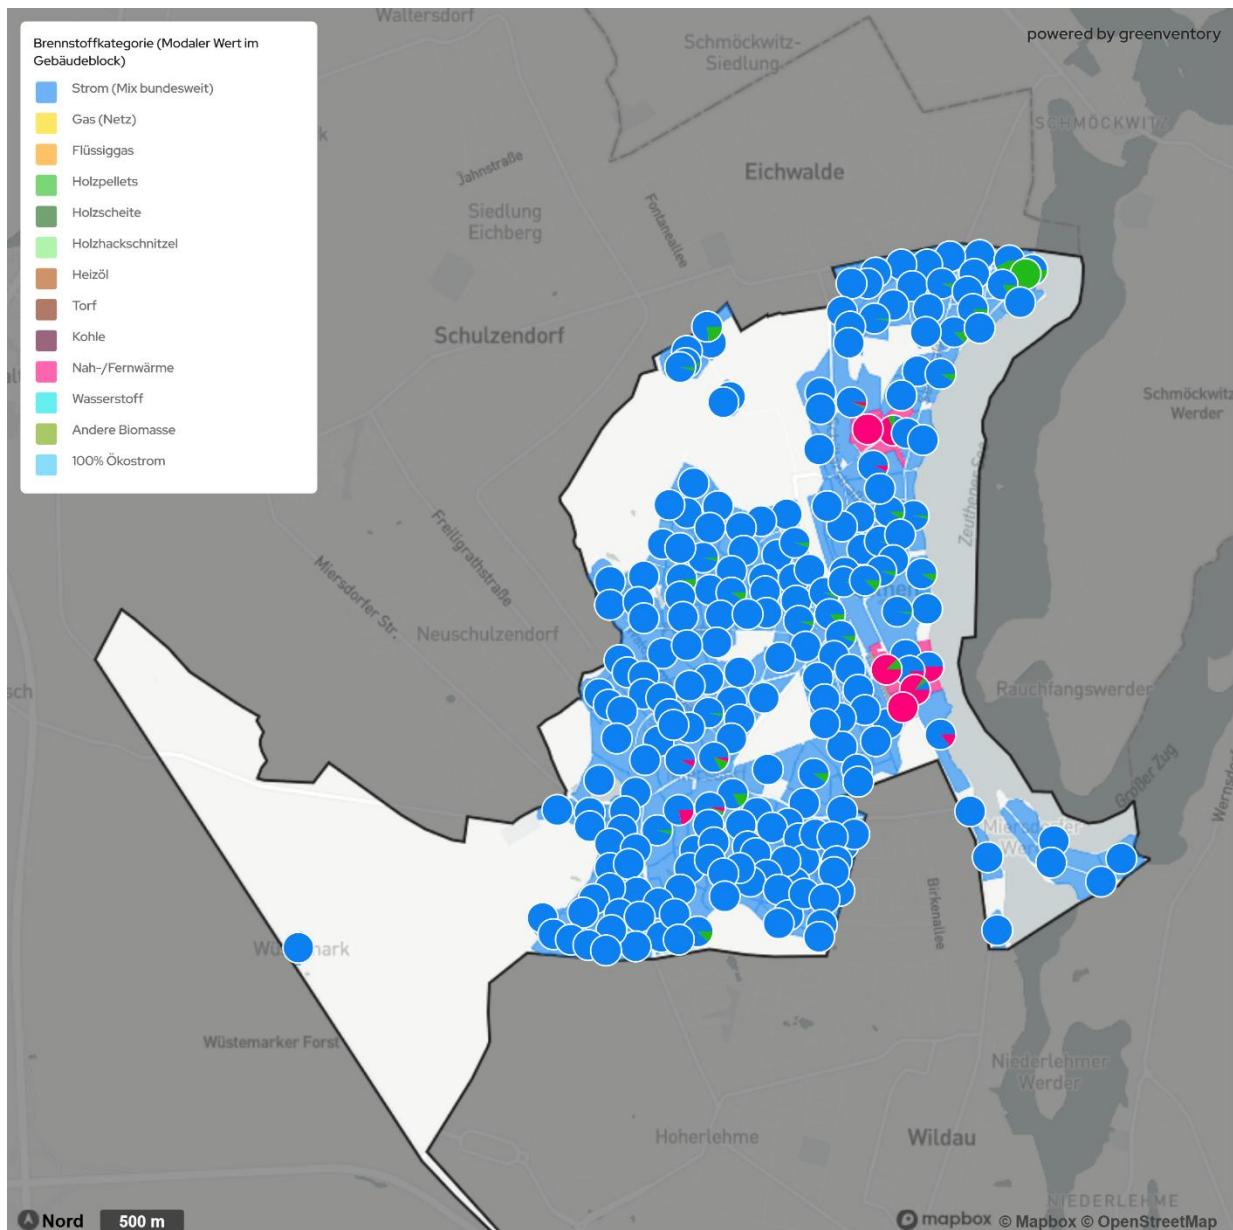 Waltersdorf
Schmöckwitz-
Siedlung
powered by greenventory
Brennstoffkategorie (Modaler Wert im
Gebäudeblock)
Strom (Mix bundesweit)
Gas (Netz)
Flüssiggas
Holzpellets
Holzscheite
Holzhackschnitzel
Heizöl
Torf
Kohle
Nah-/Fernwärme
Wasserstoff
Andere Biomasse
100% Ökostrom
SCHMÖCKWITZ
Jahnstraße
Eichwalde
Siedlung
Eichberg
Fontaneallee
Schulzendorf
Schmöckwitz
Werder
Zeuthener See
Freiligrathstraße
Miersdorfer Str.
Neuschulzendorf
Rauchfangswerder
Großer Zug
Miersdorfer
Birkenallee
Wüstemarker Forst
Niederlehmer
Werder
Hoherlehme
Wildau
NIEDERLEHME
Nord
500 m
mapbox © Mapbox © OpenStreetMap